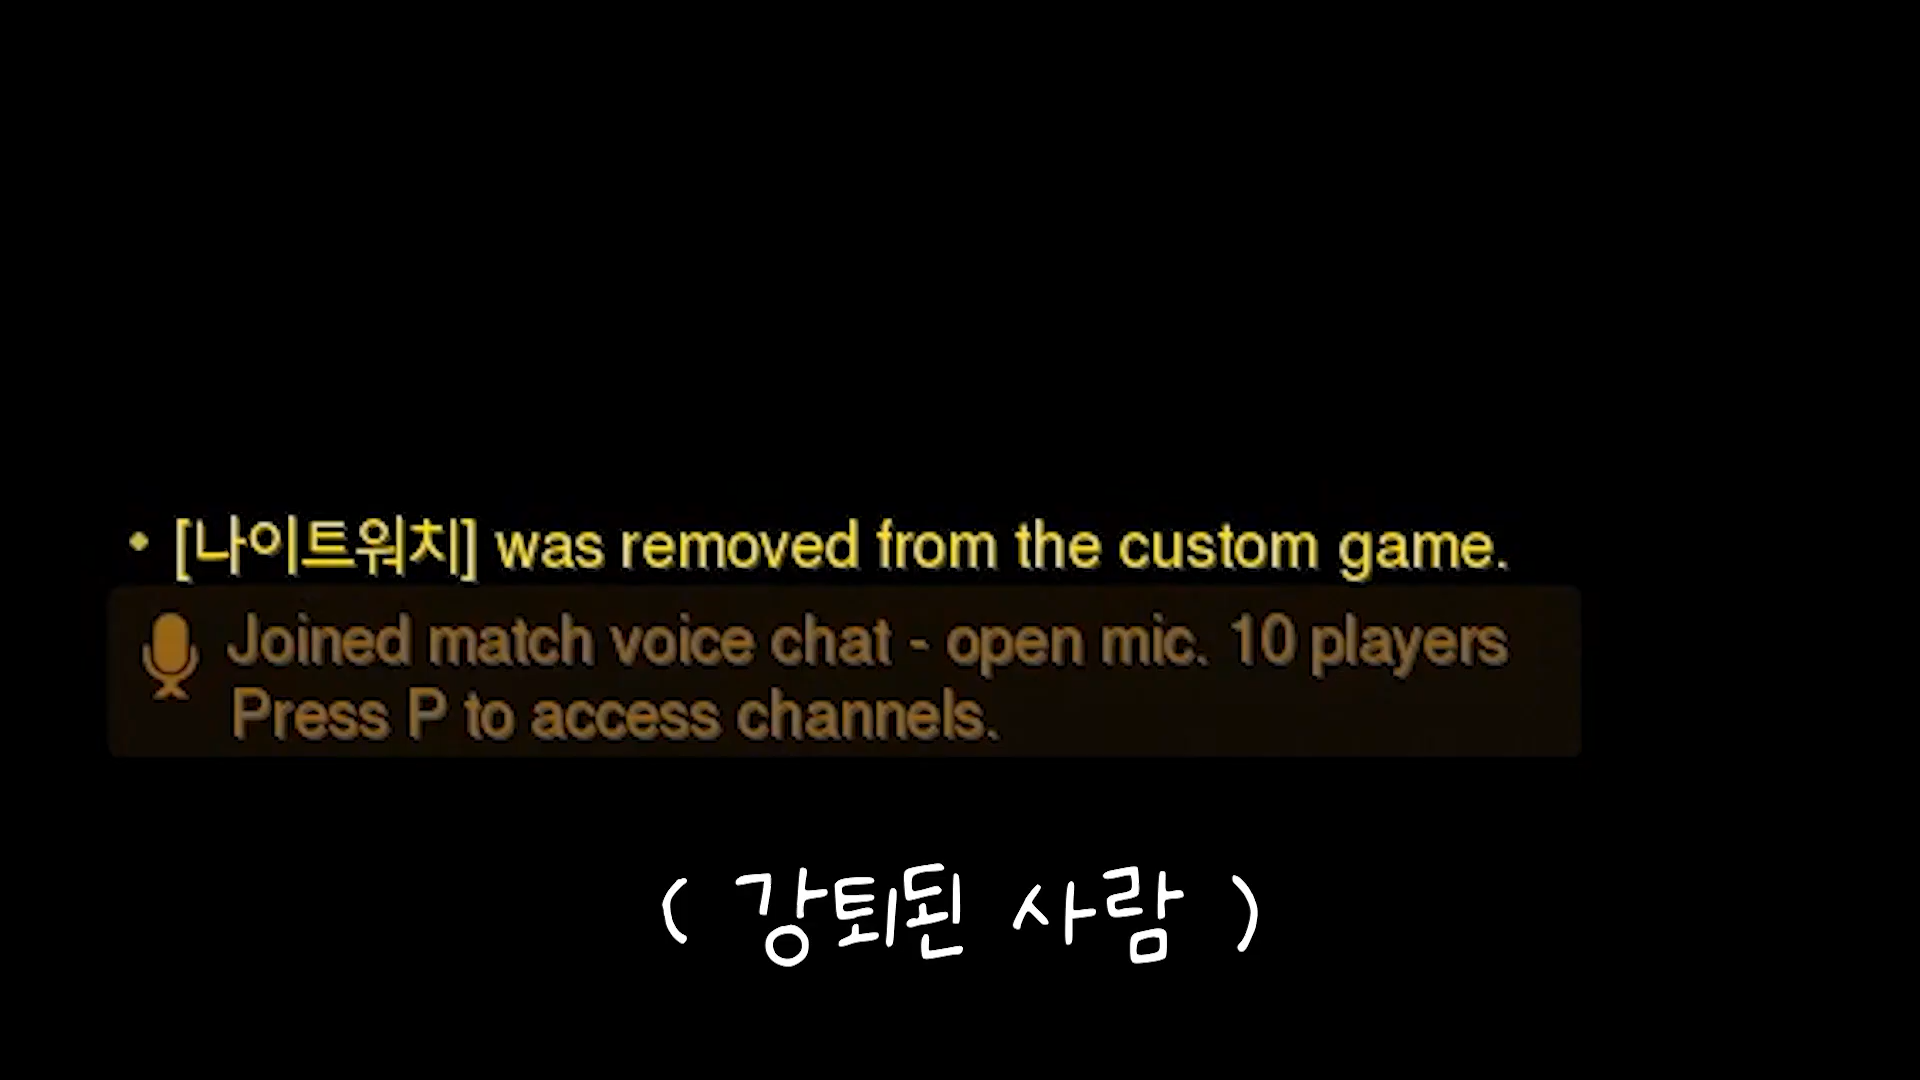 • [나이트워치] was removed from the custom game.
Joined match voice chat - open mic. 10 players
Press P to access channels.
( 강퇴된 사람 )